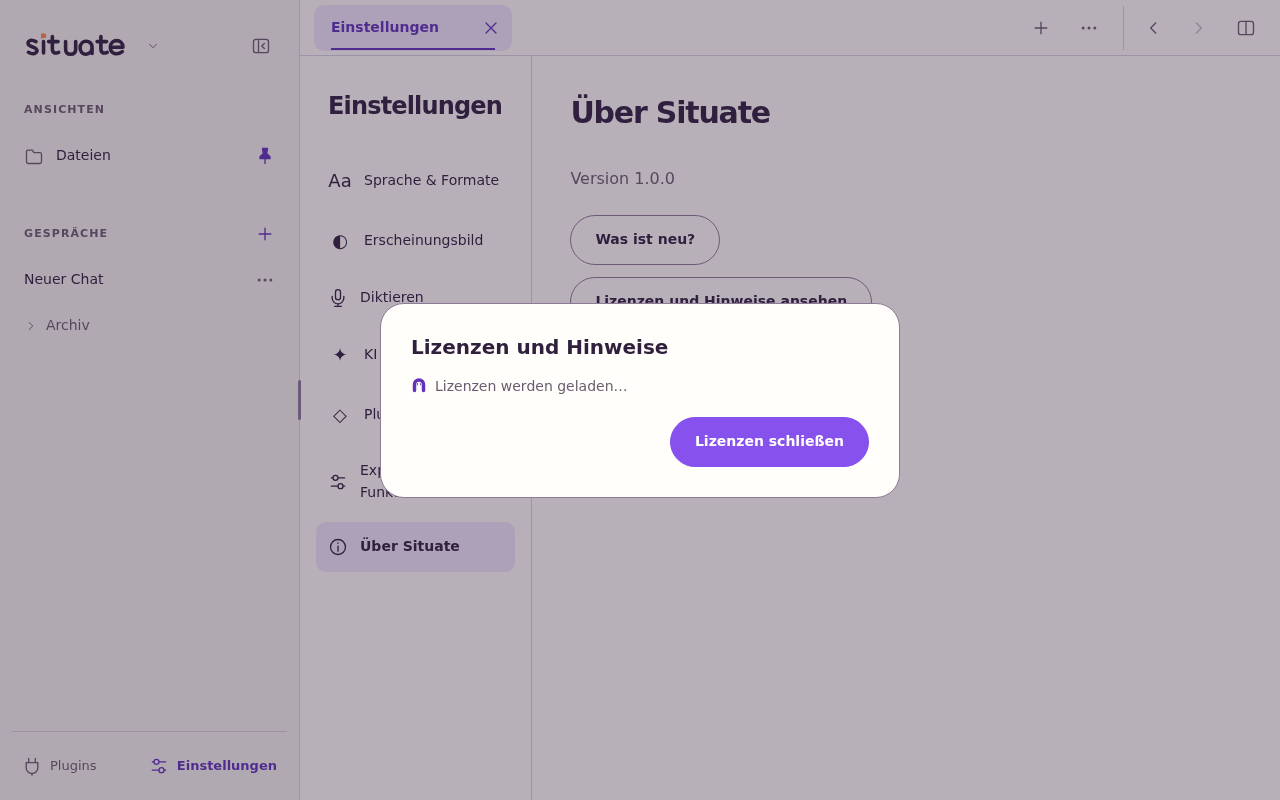 situate
ANSICHTEN
Dateien
GESPRÄCHE
Neuer Chat
Archiv
Plugins
Einstellungen
Einstellungen
Einstellungen
Aa Sprache & Formate
Erscheinungsbild
Diktieren
KI
Über Situate
Über Situate
Version 1.0.0
Was ist neu?
Lizenzen und Hinweise ansehen
Lizenzen und Hinweise
Lizenzen werden geladen…
Lizenzen schließen